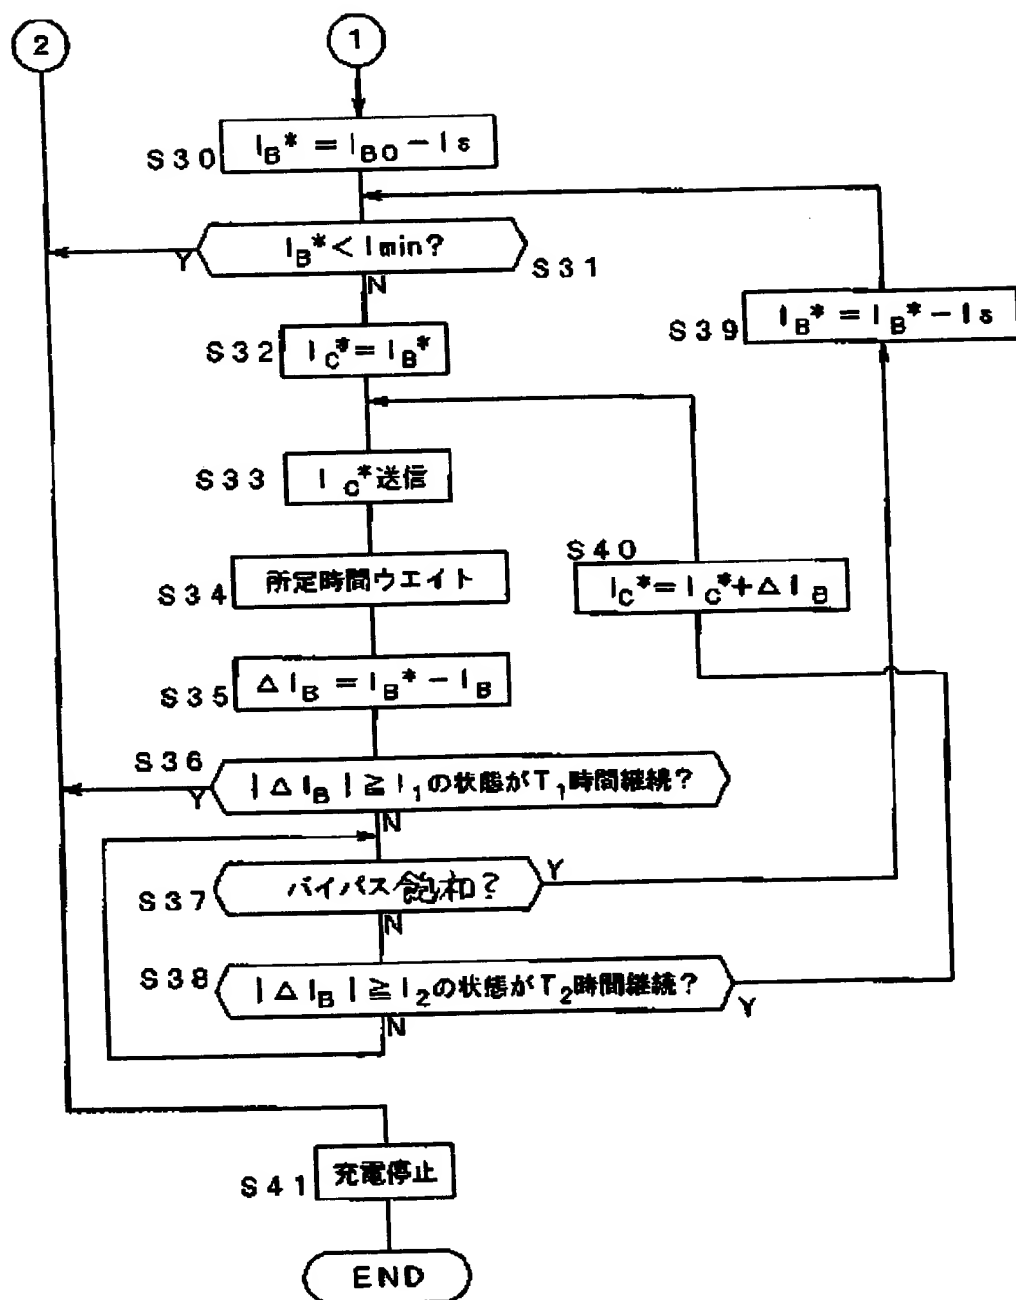 2
1
S30
I_B* = I_B0 - Is
I_B* < Imin?
Y
S31
N
S39
I_B* = I_B* - Is
S32
I_C* = I_B*
S33
I_C* 送信
S40
I_C* = I_C* + △I_B
S34
所定時間ウエイト
S35
△I_B = I_B* - I_B
S36
|△I_B| ≧ I_1の状態がT_1時間継続?
Y
N
S37
バイパス飽和?
Y
N
S38
|△I_B| ≧ I_2の状態がT_2時間継続?
Y
N
S41
充電停止
END